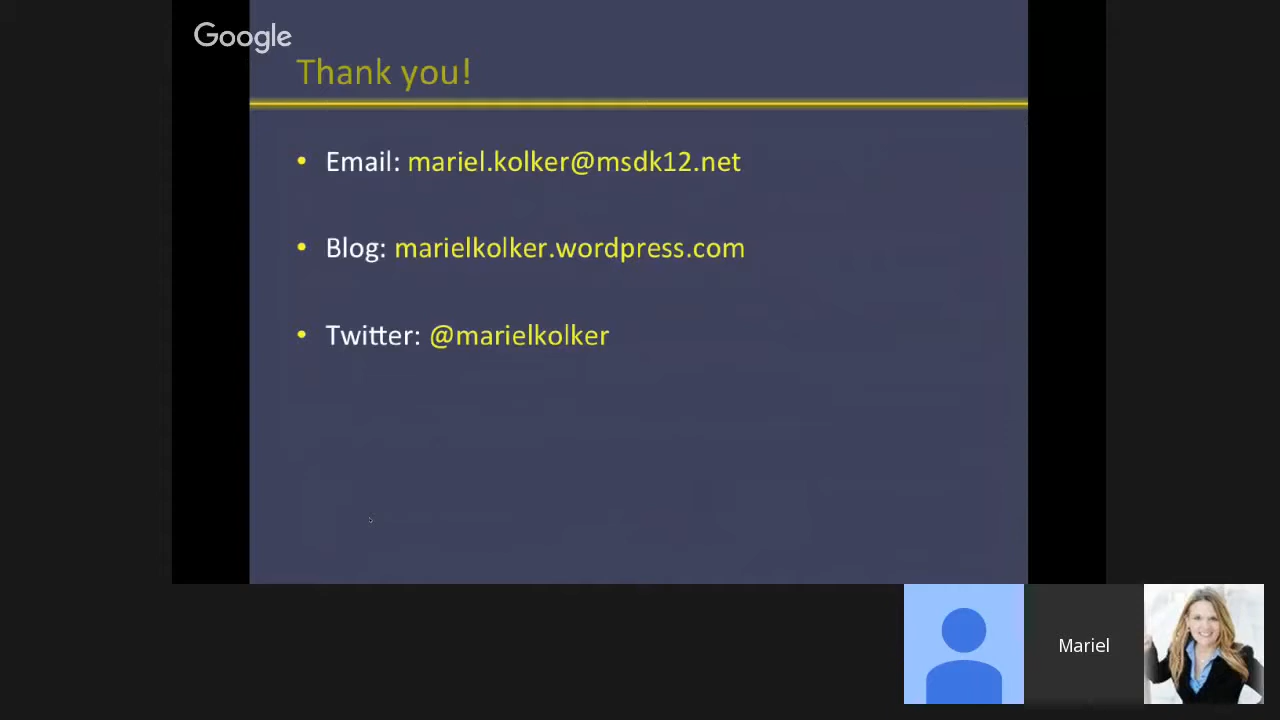 Google
Thank you!
• Email: mariel.kolker@msdk12.net
• Blog: marielkolker.wordpress.com
• Twitter: @marielkolker
Mariel